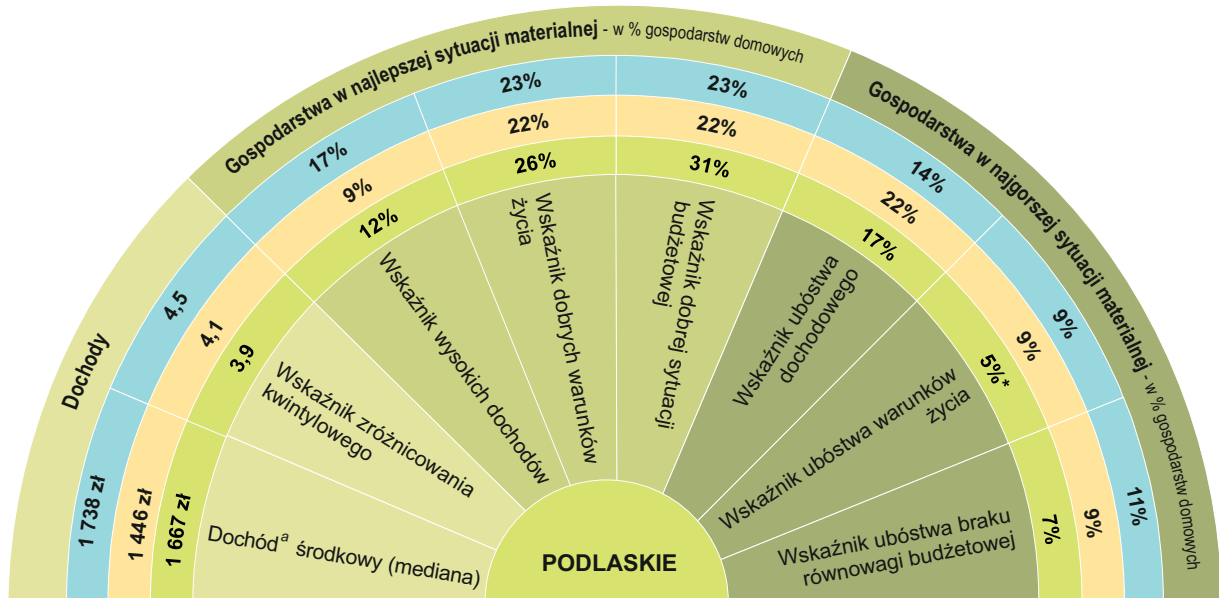 Dochody
Gospodarstwa w najlepszej sytuacji materialnej - w % gospodarstw domowych
Gospodarstwa w najgorszej sytuacji materialnej - w % gospodarstw domowych
1 738 zł
4,5
17%
23%
23%
14%
9%
11%
1 446 zł
4,1
9%
22%
22%
22%
9%
9%
1 667 zł
3,9
12%
26%
31%
17%
5%*
7%
Dochódª środkowy (mediana)
Wskaźnik zróżnicowania
kwintylowego
Wskaźnik wysokich dochodów
Wskaźnik dobrych warunków
życia
Wskaźnik dobrej sytuacji
budżetowej
Wskaźnik ubóstwa
dochodowego
Wskaźnik ubóstwa warunków
życia
Wskaźnik ubóstwa braku
równowagi budżetowej
PODLASKIE